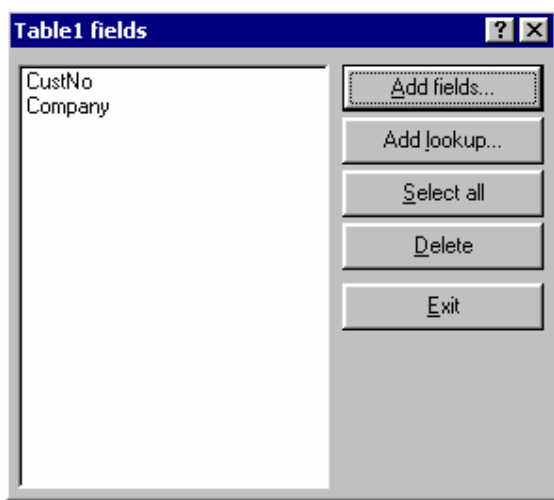 Table1 fields
CustNo
Company
Add fields...
Add lookup...
Select all
Delete
Exit